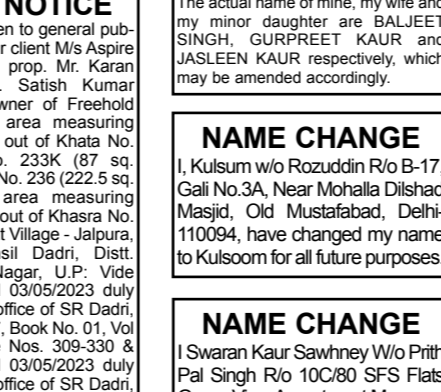 NOTICE
en to general pub-
r client M/s Aspire
prop. Mr. Karan
. Satish Kumar
wner of Freehold
area measuring
out of Khata No.
o. 233K (87 sq.
No. 236 (222.5 sq.
area measuring
out of Khasra No.
t Village - Jalpura,
sil Dadri, Distt.
Nagar, U.P: Vide
03/05/2023 duly
office of SR Dadri,
, Book No. 01, Vol
Nos. 309-330 &
03/05/2023 duly
office of SR Dadri,
The actual name of mine, my wife and
my minor daughter are BALJEET
SINGH, GURPREET KAUR and
JASLEEN KAUR respectively, which
may be amended accordingly.
NAME CHANGE
I, Kulsum w/o Rozuddin R/o B-17,
Gali No.3A, Near Mohalla Dilshad
Masjid, Old Mustafabad, Delhi-
110094, have changed my name
to Kulsoom for all future purposes.
NAME CHANGE
I Swaran Kaur Sawhney W/o Prith
Pal Singh R/o 10C/80 SFS Flats